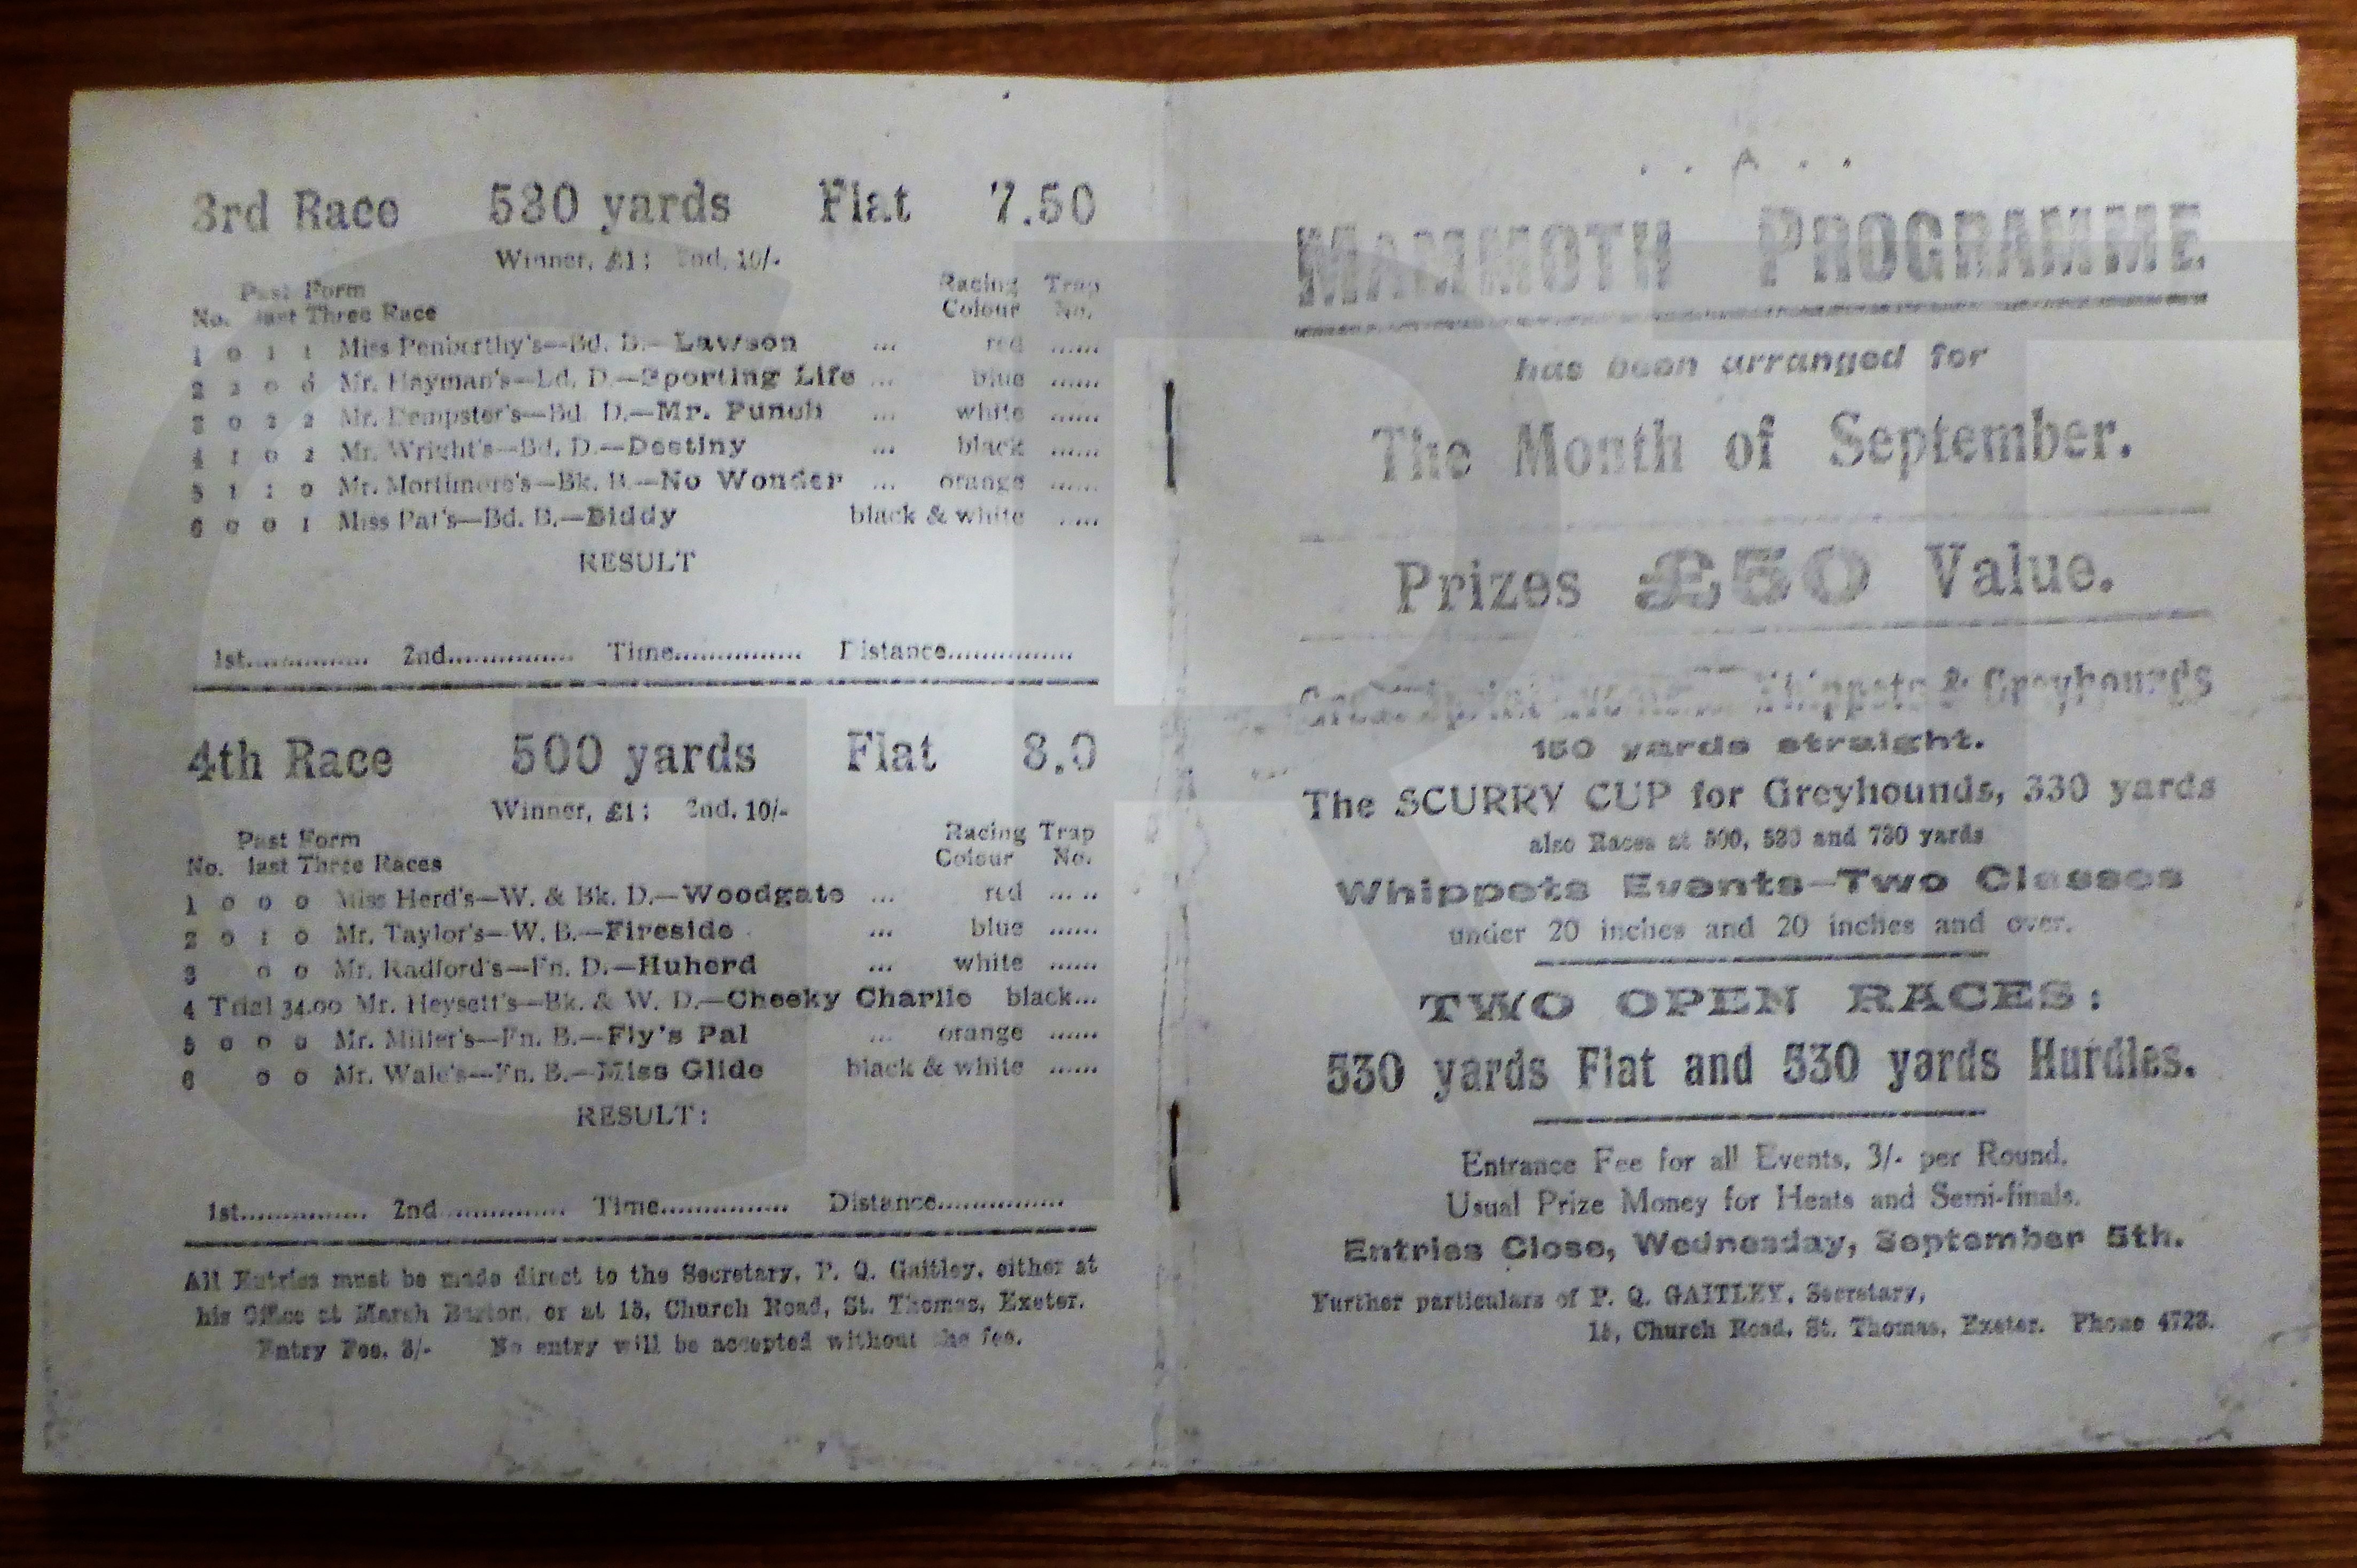 3rd Race 530 yards Flat 7.50
Winner, £1; 2nd, 10/-
Past Form Racing Trap
No. last Three Race Colour No.
1 0 1 1 Miss Penberthy's—Bd. B.—Lawson ... red ......
2 2 0 Mr. Hayman's—Ld. D.—Sporting Life ... blue ......
3 0 2 2 Mr. Dempster's—Bd. D.—Mr. Punch ... white ......
4 1 0 2 Mr. Wright's—Bd. D.—Destiny ... black ......
5 1 1 0 Mr. Mortimore's—Bk. B.—No Wonder ... orange ......
6 0 0 1 Miss Pat's—Bd. B.—Biddy black & white .....
RESULT
1st.............. 2nd............... Time............... Distance...............
4th Race 500 yards Flat 8.0
Winner, £1; 2nd, 10/-
Past Form Racing Trap
No. last Three Races Colour No.
1 0 0 0 Miss Herd's—W. & Bk. D.—Woodgate ... red ... ..
2 0 1 0 Mr. Taylor's—W. B.—Fireside ... blue ......
3 0 0 Mr. Radford's—Fn. D.—Huherd ... white ......
4 Trial 34.00 Mr. Heysett's—Bk. & W. D.—Cheeky Charlie black...
5 0 0 0 Mr. Miller's—Fn. B.—Fly's Pal ... orange ......
6 0 0 Mr. Wale's—Fn. B.—Miss Glide black & white ......
RESULT:
1st............... 2nd ............. Time............... Distance...............
All Entries must be made direct to the Secretary, P. Q. Gaitley, either at
his Office at Marsh Barton, or at 15, Church Road, St. Thomas, Exeter.
Entry Fee, 3/- No entry will be accepted without the fee.
. . A . .
MAMMOTH PROGRAMME
has been arranged for
The Month of September.
Prizes £50 Value.
Great Sprint Whippets & Greyhounds
150 yards straight.
The SCURRY CUP for Greyhounds, 330 yards
also Races at 500, 530 and 730 yards
Whippets Events—Two Classes
under 20 inches and 20 inches and over.
TWO OPEN RACES:
530 yards Flat and 530 yards Hurdles.
Entrance Fee for all Events, 3/- per Round.
Usual Prize Money for Heats and Semi-finals.
Entries Close, Wednesday, September 5th.
Further particulars of P. Q. GAITLEY, Secretary,
15, Church Road, St. Thomas, Exeter. Phone 4723.
GRT